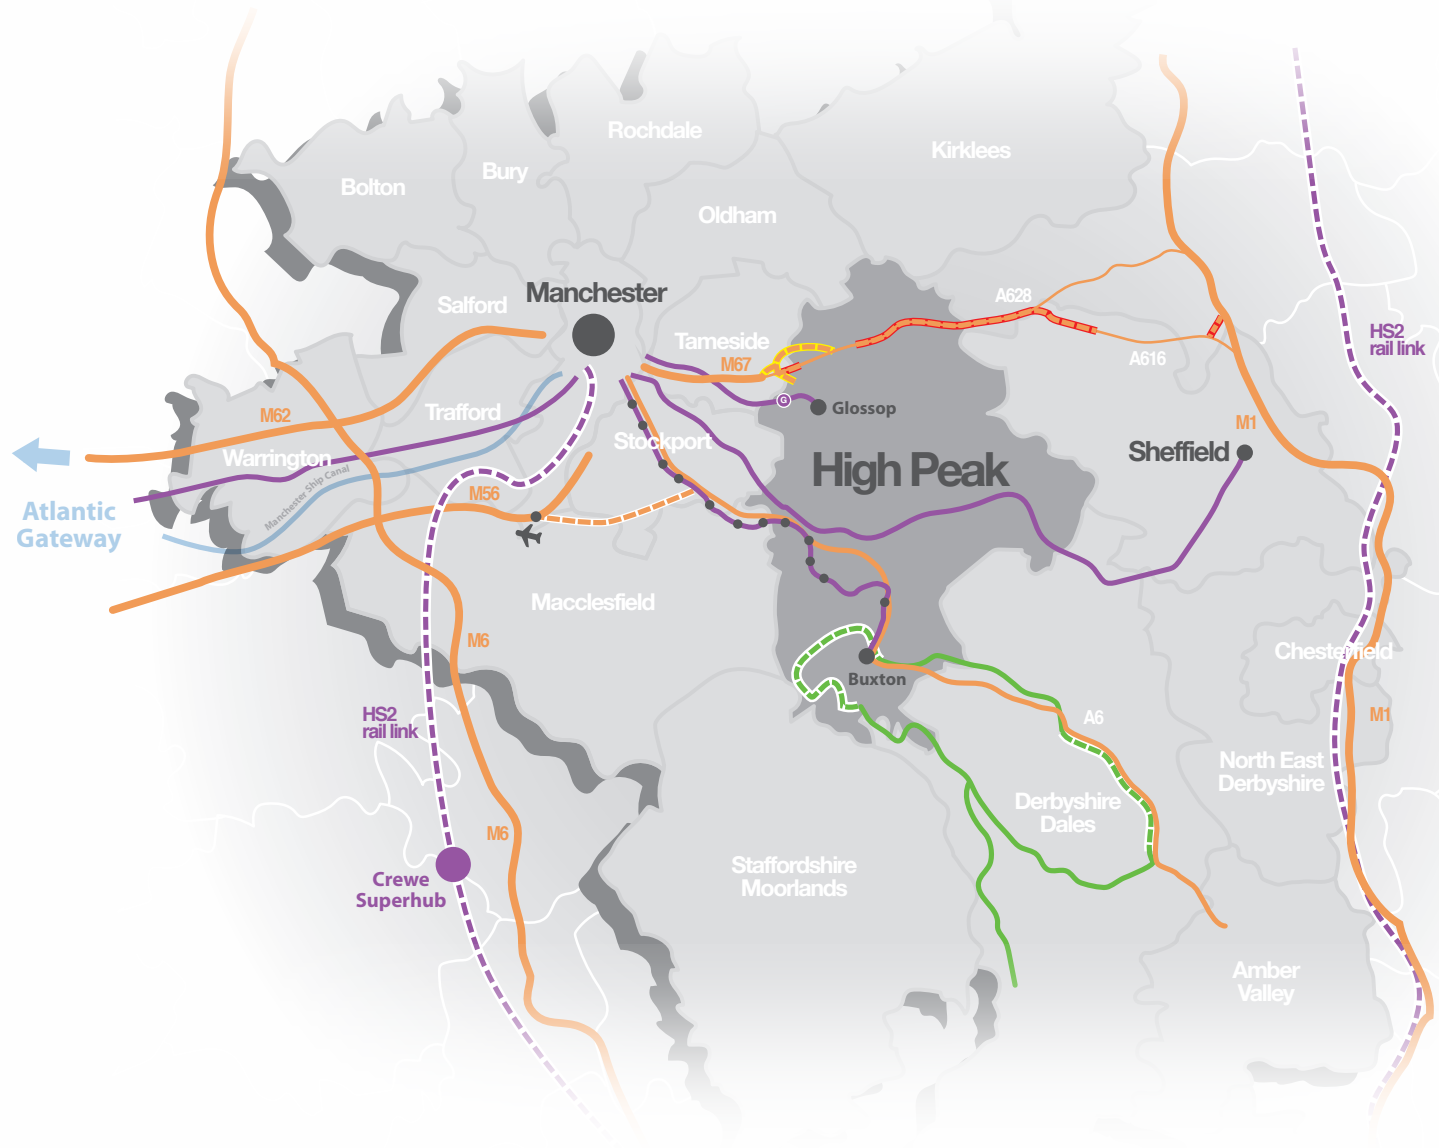 Rochdale
Kirklees
Bury
Bolton
Oldham
Manchester
Salford
A628
HS2
rail link
Tameside
M67
A616
G
Glossop
M62
Trafford
Stockport
M1
Sheffield
Warrington
High Peak
Manchester Ship Canal
M56
Atlantic
Gateway
Macclesfield
M6
Chesterfield
Buxton
HS2
rail link
A6
M1
North East
Derbyshire
Derbyshire
Dales
M6
Crewe
Superhub
Staffordshire
Moorlands
Amber
Valley